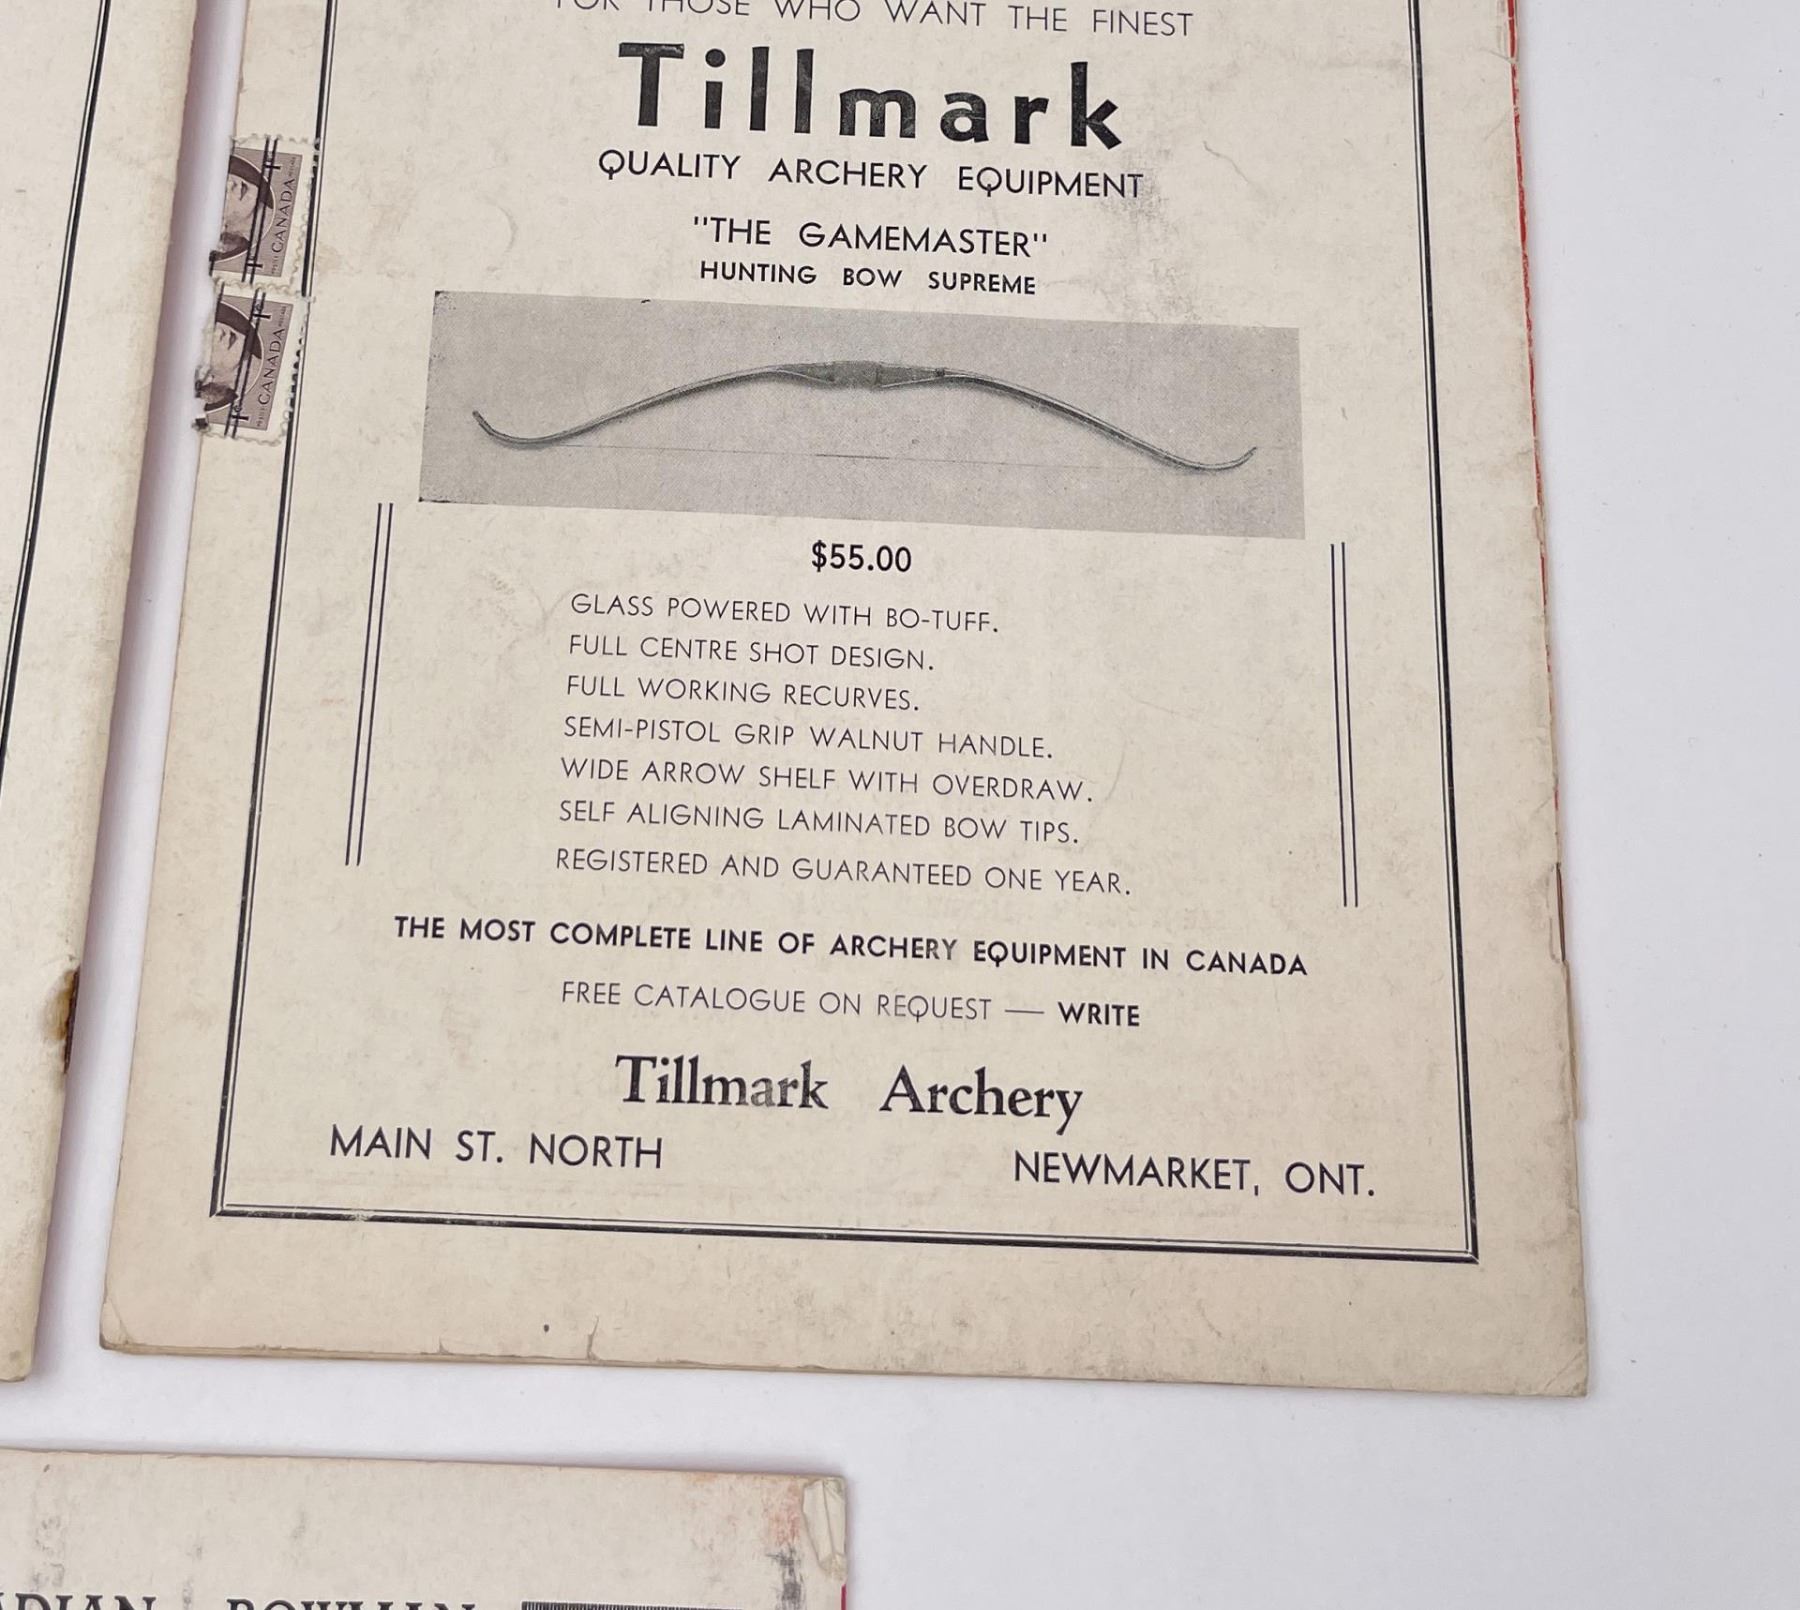 FOR THOSE WHO WANT THE FINEST
Tillmark
QUALITY ARCHERY EQUIPMENT
"THE GAMEMASTER"
HUNTING BOW SUPREME
CANADA
CANADA
$55.00
GLASS POWERED WITH BO-TUFF.
FULL CENTRE SHOT DESIGN.
FULL WORKING RECURVES.
SEMI-PISTOL GRIP WALNUT HANDLE.
WIDE ARROW SHELF WITH OVERDRAW.
SELF ALIGNING LAMINATED BOW TIPS.
REGISTERED AND GUARANTEED ONE YEAR.
THE MOST COMPLETE LINE OF ARCHERY EQUIPMENT IN CANADA
FREE CATALOGUE ON REQUEST — WRITE
Tillmark Archery
MAIN ST. NORTH NEWMARKET, ONT.
BOWMAN